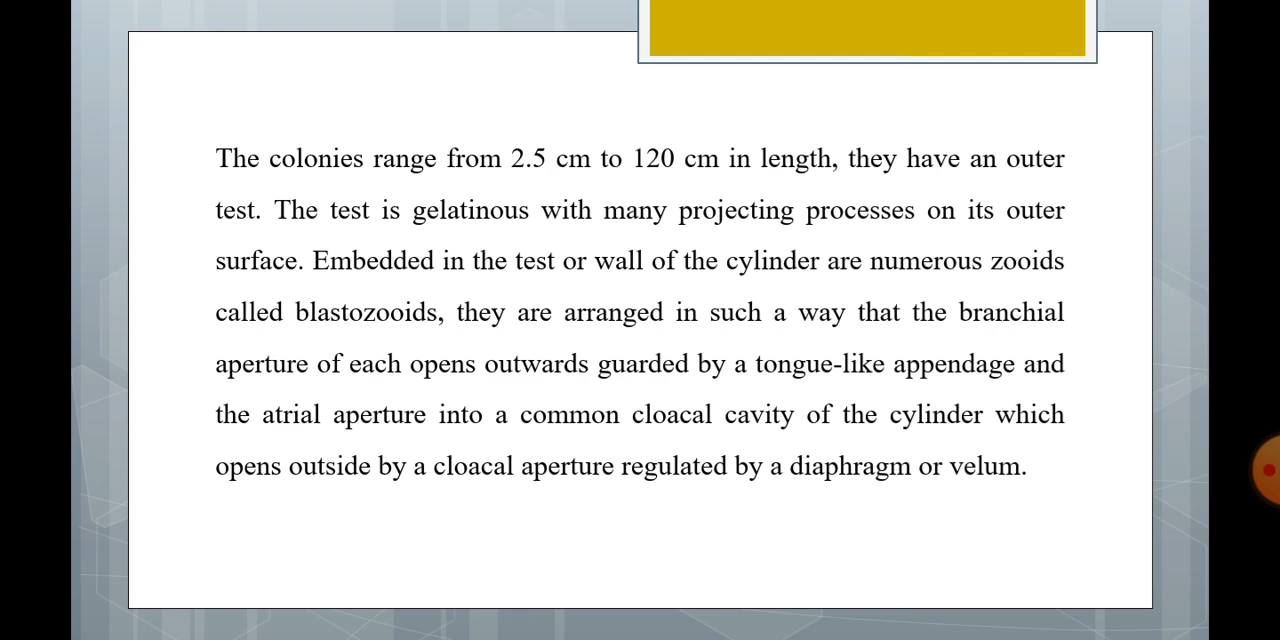 The colonies range from 2.5 cm to 120 cm in length, they have an outer
test. The test is gelatinous with many projecting processes on its outer
surface. Embedded in the test or wall of the cylinder are numerous zooids
called blastozooids, they are arranged in such a way that the branchial
aperture of each opens outwards guarded by a tongue-like appendage and
the atrial aperture into a common cloacal cavity of the cylinder which
opens outside by a cloacal aperture regulated by a diaphragm or velum.